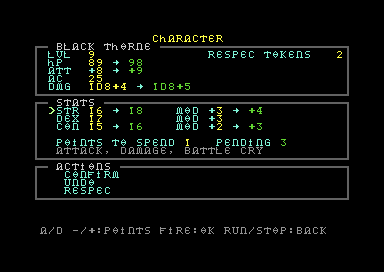 CHARACTER
BLACK THORNE
LVL 9 RESPEC TOKENS 2
HP 89 → 98
ATT +8 → +9
AC 25
DMG 1D8+4 → 1D8+5
STATS
>STR 16 → 18 MOD +3 → +4
DEX 17 MOD +3
CON 15 → 16 MOD +2 → +3
POINTS TO SPEND 1 PENDING 3
ATTACK, DAMAGE, BATTLE CRY
ACTIONS
CONFIRM
UNDO
RESPEC
A/D -/+:POINTS FIRE:OK RUN/STOP:BACK